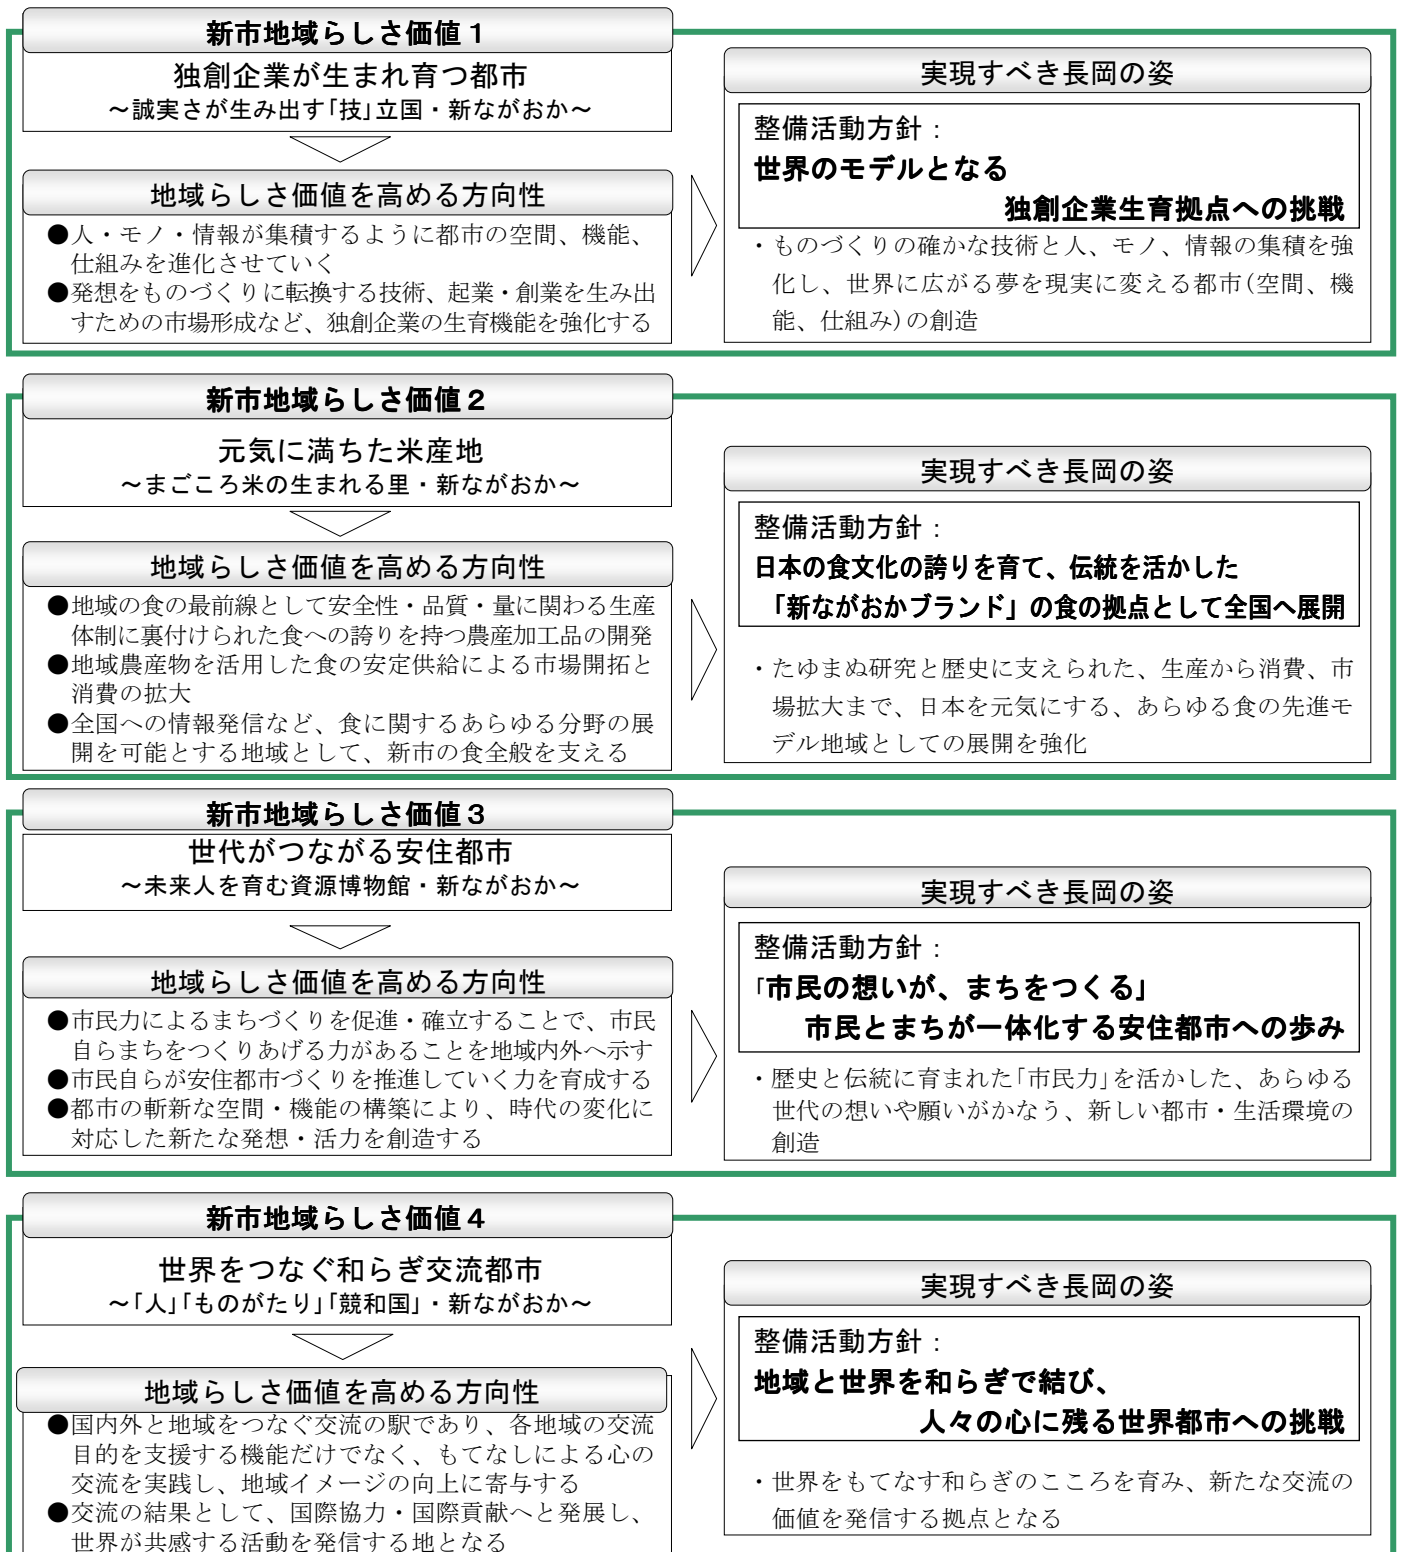 新市地域らしさ価値１
独創企業が生まれ育つ都市
～誠実さが生み出す「技」立国・新ながおか～
地域らしさ価値を高める方向性
●人・モノ・情報が集積するように都市の空間、機能、
仕組みを進化させていく
●発想をものづくりに転換する技術、起業・創業を生み出
すための市場形成など、独創企業の生育機能を強化する
実現すべき長岡の姿
整備活動方針：
世界のモデルとなる
独創企業生育拠点への挑戦
・ものづくりの確かな技術と人、モノ、情報の集積を強
化し、世界に広がる夢を現実に変える都市(空間、機
能、仕組み)の創造
新市地域らしさ価値２
元気に満ちた米産地
～まごころ米の生まれる里・新ながおか～
地域らしさ価値を高める方向性
●地域の食の最前線として安全性・品質・量に関わる生産
体制に裏付けられた食への誇りを持つ農産加工品の開発
●地域農産物を活用した食の安定供給による市場開拓と
消費の拡大
●全国への情報発信など、食に関するあらゆる分野の展
開を可能とする地域として、新市の食全般を支える
実現すべき長岡の姿
整備活動方針：
日本の食文化の誇りを育て、伝統を活かした
「新ながおかブランド」の食の拠点として全国へ展開
・たゆまぬ研究と歴史に支えられた、生産から消費、市
場拡大まで、日本を元気にする、あらゆる食の先進モ
デル地域としての展開を強化
新市地域らしさ価値３
世代がつながる安住都市
～未来人を育む資源博物館・新ながおか～
地域らしさ価値を高める方向性
●市民力によるまちづくりを促進・確立することで、市民
自らまちをつくりあげる力があることを地域内外へ示す
●市民自らが安住都市づくりを推進していく力を育成する
●都市の斬新な空間・機能の構築により、時代の変化に
対応した新たな発想・活力を創造する
実現すべき長岡の姿
整備活動方針：
「市民の想いが、まちをつくる」
市民とまちが一体化する安住都市への歩み
・歴史と伝統に育まれた「市民力」を活かした、あらゆる
世代の想いや願いがかなう、新しい都市・生活環境の
創造
新市地域らしさ価値４
世界をつなぐ和らぎ交流都市
～「人」「ものがたり」「競和国」・新ながおか～
地域らしさ価値を高める方向性
●国内外と地域をつなぐ交流の駅であり、各地域の交流
目的を支援する機能だけでなく、もてなしによる心の
交流を実践し、地域イメージの向上に寄与する
●交流の結果として、国際協力・国際貢献へと発展し、
世界が共感する活動を発信する地となる
実現すべき長岡の姿
整備活動方針：
地域と世界を和らぎで結び、
人々の心に残る世界都市への挑戦
・世界をもてなす和らぎのこころを育み、新たな交流の
価値を発信する拠点となる